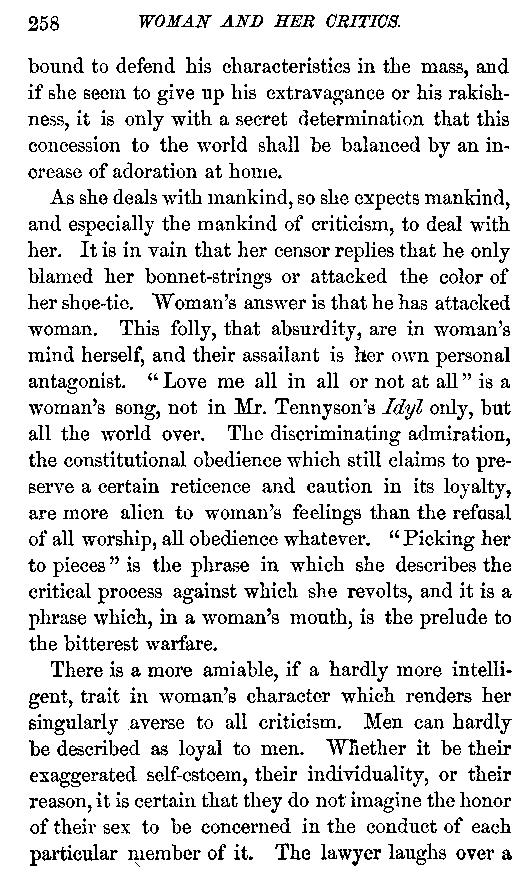 258 WOMAN AND HER CRITICS.
bound to defend his characteristics in the mass, and
if she seem to give up his extravagance or his rakish-
ness, it is only with a secret determination that this
concession to the world shall be balanced by an in-
crease of adoration at home.
As she deals with mankind, so she expects mankind,
and especially the mankind of criticism, to deal with
her. It is in vain that her censor replies that he only
blamed her bonnet-strings or attacked the color of
her shoe-tie. Woman's answer is that he has attacked
woman. This folly, that absurdity, are in woman's
mind herself, and their assailant is her own personal
antagonist. "Love me all in all or not at all" is a
woman's song, not in Mr. Tennyson's Idyl only, but
all the world over. The discriminating admiration,
the constitutional obedience which still claims to pre-
serve a certain reticence and caution in its loyalty,
are more alien to woman's feelings than the refusal
of all worship, all obedience whatever. "Picking her
to pieces" is the phrase in which she describes the
critical process against which she revolts, and it is a
phrase which, in a woman's mouth, is the prelude to
the bitterest warfare.
There is a more amiable, if a hardly more intelli-
gent, trait in woman's character which renders her
singularly averse to all criticism. Men can hardly
be described as loyal to men. Whether it be their
exaggerated self-esteem, their individuality, or their
reason, it is certain that they do not imagine the honor
of their sex to be concerned in the conduct of each
particular member of it. The lawyer laughs over a